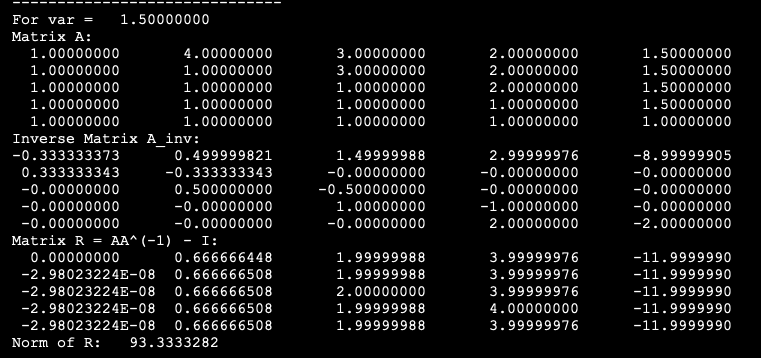 ------------------------------
For var =   1.50000000
Matrix A:
1.00000000 4.00000000 3.00000000 2.00000000 1.50000000
1.00000000 1.00000000 3.00000000 2.00000000 1.50000000
1.00000000 1.00000000 1.00000000 2.00000000 1.50000000
1.00000000 1.00000000 1.00000000 1.00000000 1.50000000
1.00000000 1.00000000 1.00000000 1.00000000 1.00000000
Inverse Matrix A_inv:
-0.333333373 0.499999821 1.49999988 2.99999976 -8.99999905
0.333333343 -0.333333343 -0.00000000 -0.00000000 -0.00000000
-0.00000000 0.500000000 -0.500000000 -0.00000000 -0.00000000
-0.00000000 -0.00000000 1.00000000 -1.00000000 -0.00000000
-0.00000000 -0.00000000 -0.00000000 2.00000000 -2.00000000
Matrix R = AA^(-1) - I:
0.00000000 0.666666448 1.99999988 3.99999976 -11.9999990
-2.98023224E-08 0.666666508 1.99999988 3.99999976 -11.9999990
-2.98023224E-08 0.666666508 2.00000000 3.99999976 -11.9999990
-2.98023224E-08 0.666666508 1.99999988 4.00000000 -11.9999990
-2.98023224E-08 0.666666508 1.99999988 3.99999976 -11.9999990
Norm of R:   93.3333282